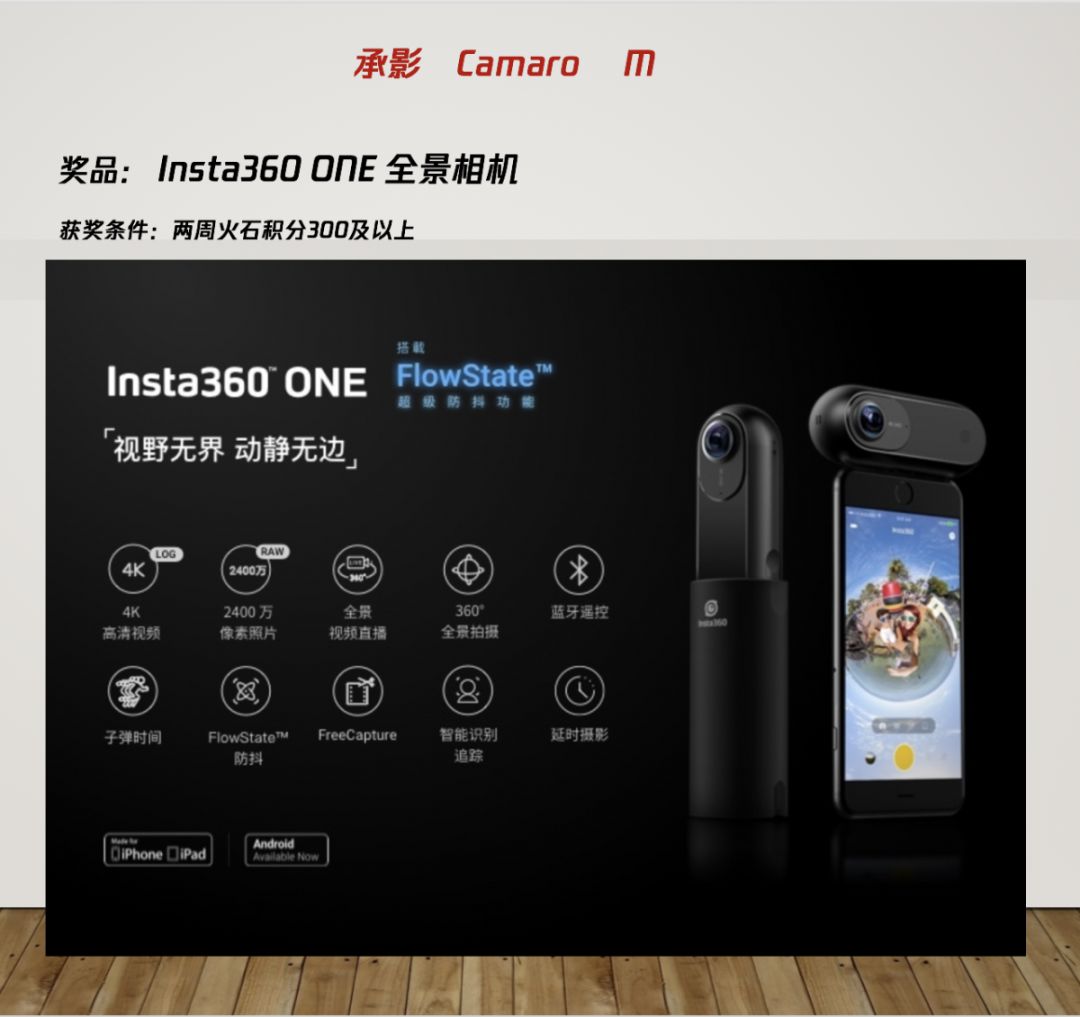 承影 Camaro M
奖品： Insta360 ONE 全景相机
获奖条件：两周火石积分300及以上
搭載
Insta360™ ONE FlowState™
超级防抖功能
「视野无界 动静无边」
4K LOG 2400万 RAW LIVE 360°
4K 2400 万 全景 360° 蓝牙遥控
高清视频 像素照片 视频直播 全景拍摄
子弹时间 FlowState™ FreeCapture 智能识别 延时摄影
防抖 追踪
Made for
iPhone iPad
Android
Available Now
Insta360